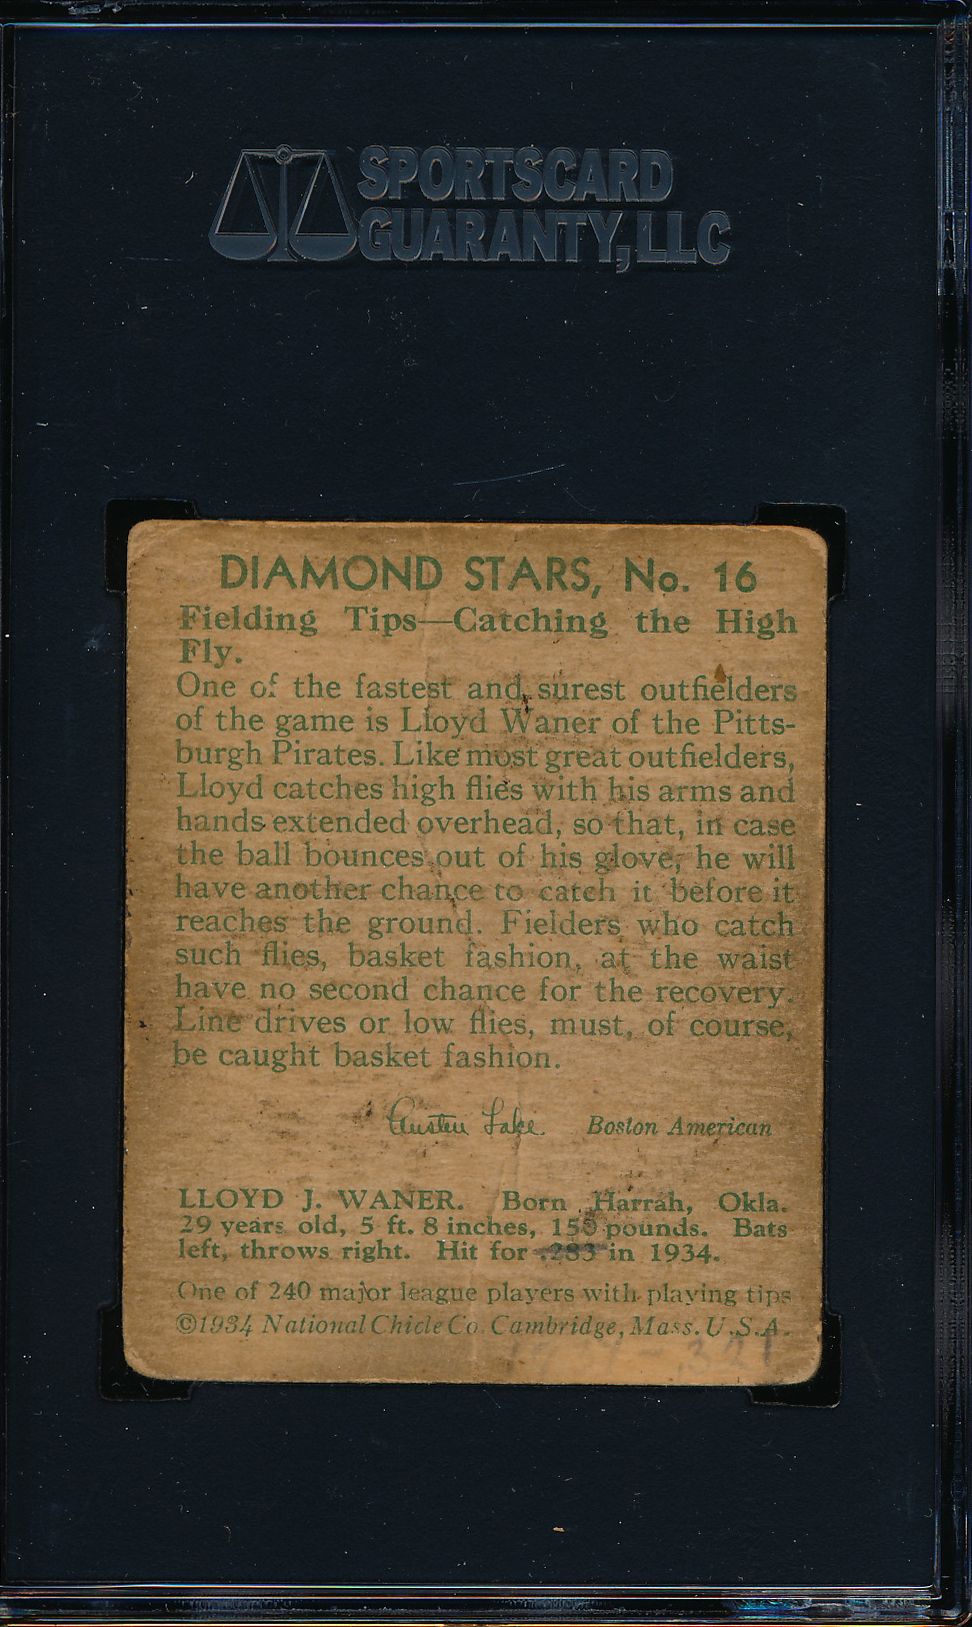 SPORTSCARD
GUARANTY, LLC
DIAMOND STARS, No. 16
Fielding Tips—Catching the High
Fly.
One of the fastest and surest outfielders
of the game is Lloyd Waner of the Pitts-
burgh Pirates. Like most great outfielders,
Lloyd catches high flies with his arms and
hands extended overhead, so that, in case
the ball bounces out of his glove, he will
have another chance to catch it before it
reaches the ground. Fielders who catch
such flies, basket fashion, at the waist
have no second chance for the recovery.
Line drives or low flies, must, of course,
be caught basket fashion.
Austen Lake Boston American
LLOYD J. WANER. Born Harrah, Okla.
29 years old, 5 ft. 8 inches, 150 pounds. Bats
left, throws right. Hit for .283 in 1934.
One of 240 major league players with playing tips
©1934 National Chicle Co. Cambridge, Mass. U.S.A.